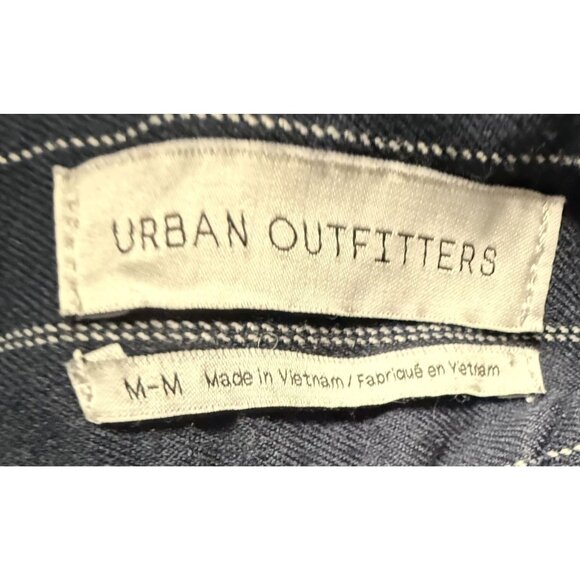 URBAN OUTFITTERS
M-M Made in Vietnam / Fabriqué en Vietnam